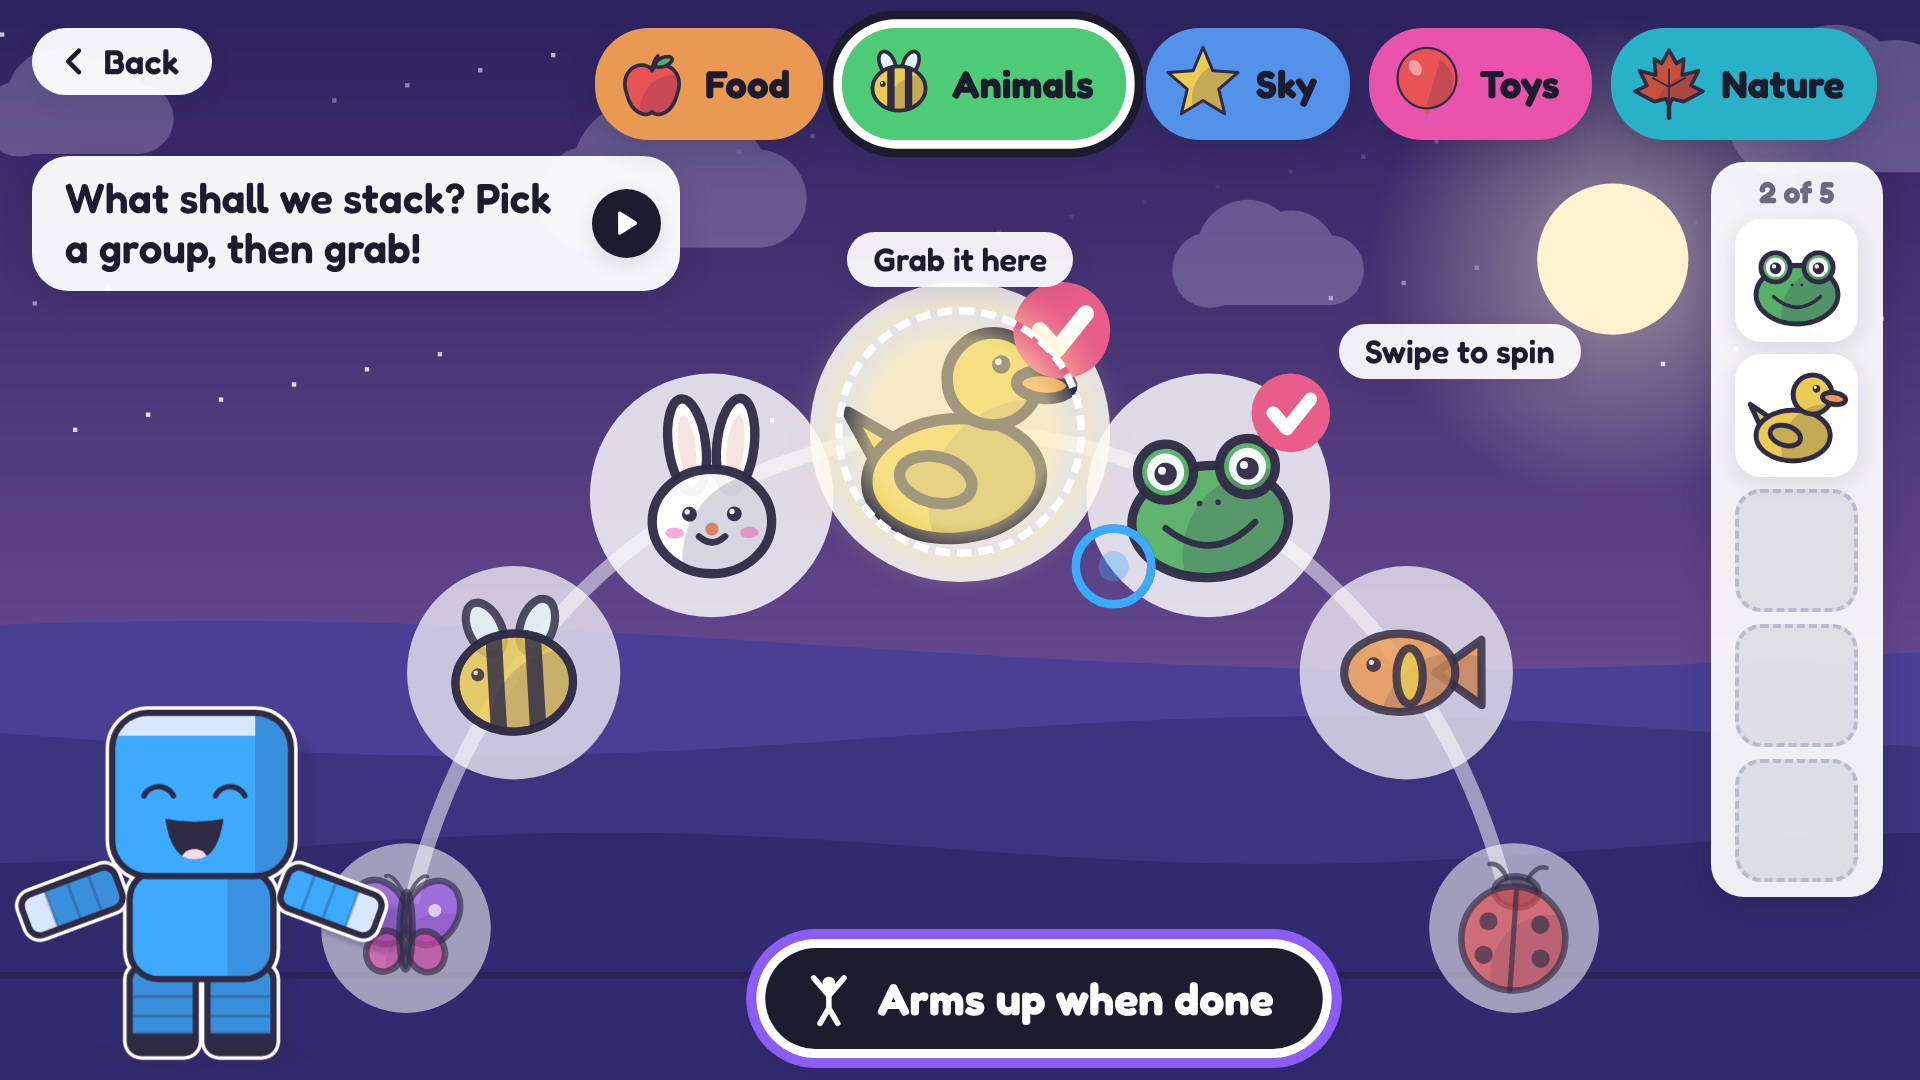 Back
Food
Animals
Sky
Toys
Nature
What shall we stack? Pick
a group, then grab!
2 of 5
Grab it here
Swipe to spin
Arms up when done